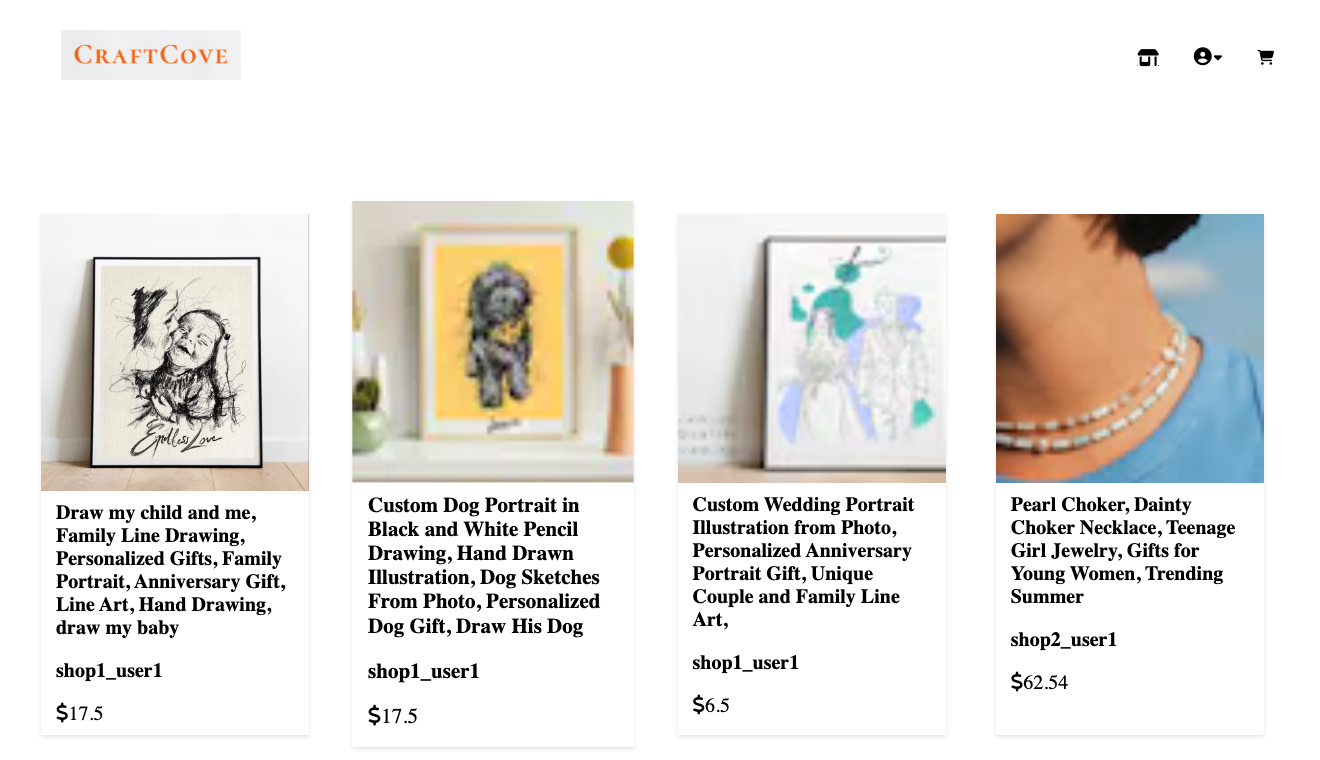 CRAFTCOVE
Endless Love
Draw my child and me,
Family Line Drawing,
Personalized Gifts, Family
Portrait, Anniversary Gift,
Line Art, Hand Drawing,
draw my baby
shop1_user1
$17.5
Custom Dog Portrait in
Black and White Pencil
Drawing, Hand Drawn
Illustration, Dog Sketches
From Photo, Personalized
Dog Gift, Draw His Dog
shop1_user1
$17.5
Custom Wedding Portrait
Illustration from Photo,
Personalized Anniversary
Portrait Gift, Unique
Couple and Family Line
Art,
shop1_user1
$6.5
Pearl Choker, Dainty
Choker Necklace, Teenage
Girl Jewelry, Gifts for
Young Women, Trending
Summer
shop2_user1
$62.54